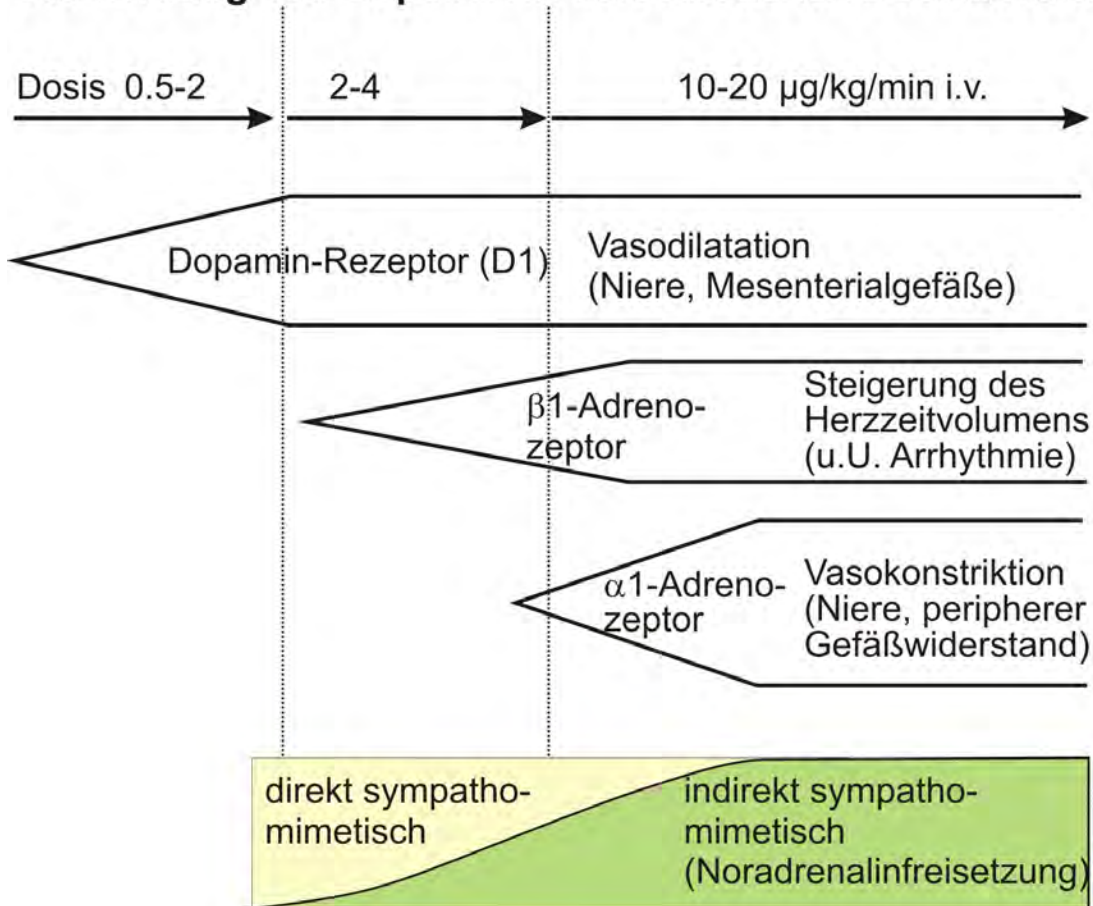 Dosis 0.5-2 2-4 10-20 µg/kg/min i.v.
Dopamin-Rezeptor (D1)
Vasodilatation
(Niere, Mesenterialgefäße)
β1-Adreno-
zeptor
Steigerung des
Herzzeitvolumens
(u.U. Arrhythmie)
α1-Adreno-
zeptor
Vasokonstriktion
(Niere, peripherer
Gefäßwiderstand)
direkt sympatho-
mimetisch
indirekt sympatho-
mimetisch
(Noradrenalinfreisetzung)